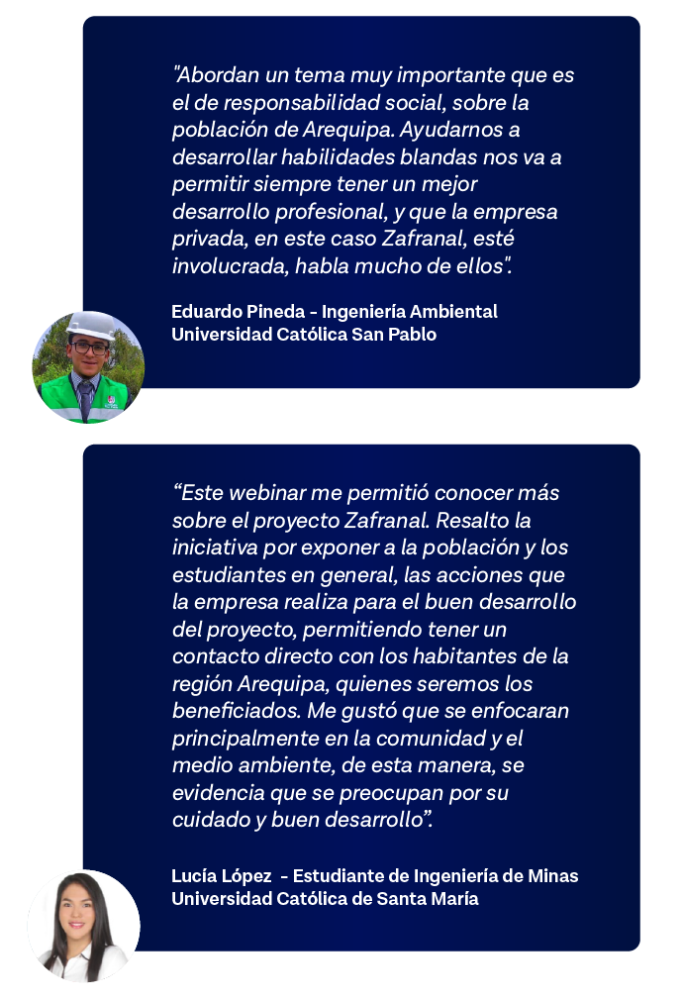 "Abordan un tema muy importante que es
el de responsabilidad social, sobre la
población de Arequipa. Ayudarnos a
desarrollar habilidades blandas nos va a
permitir siempre tener un mejor
desarrollo profesional, y que la empresa
privada, en este caso Zafranal, esté
involucrada, habla mucho de ellos".
Eduardo Pineda - Ingeniería Ambiental
Universidad Católica San Pablo
“Este webinar me permitió conocer más
sobre el proyecto Zafranal. Resalto la
iniciativa por exponer a la población y los
estudiantes en general, las acciones que
la empresa realiza para el buen desarrollo
del proyecto, permitiendo tener un
contacto directo con los habitantes de la
región Arequipa, quienes seremos los
beneficiados. Me gustó que se enfocaran
principalmente en la comunidad y el
medio ambiente, de esta manera, se
evidencia que se preocupan por su
cuidado y buen desarrollo”.
Lucía López - Estudiante de Ingeniería de Minas
Universidad Católica de Santa María